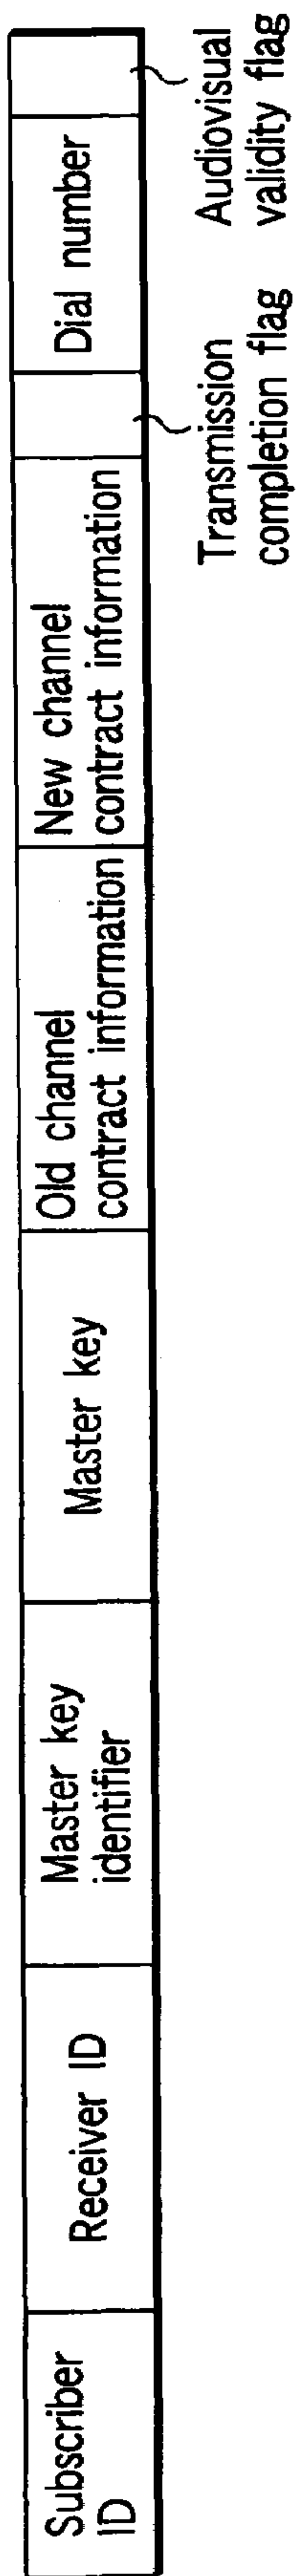 Subscriber
ID
Receiver ID
Master key
identifier
Master key
Old channel
contract information
New channel
contract information
Transmission
completion flag
Dial number
Audiovisual
validity flag